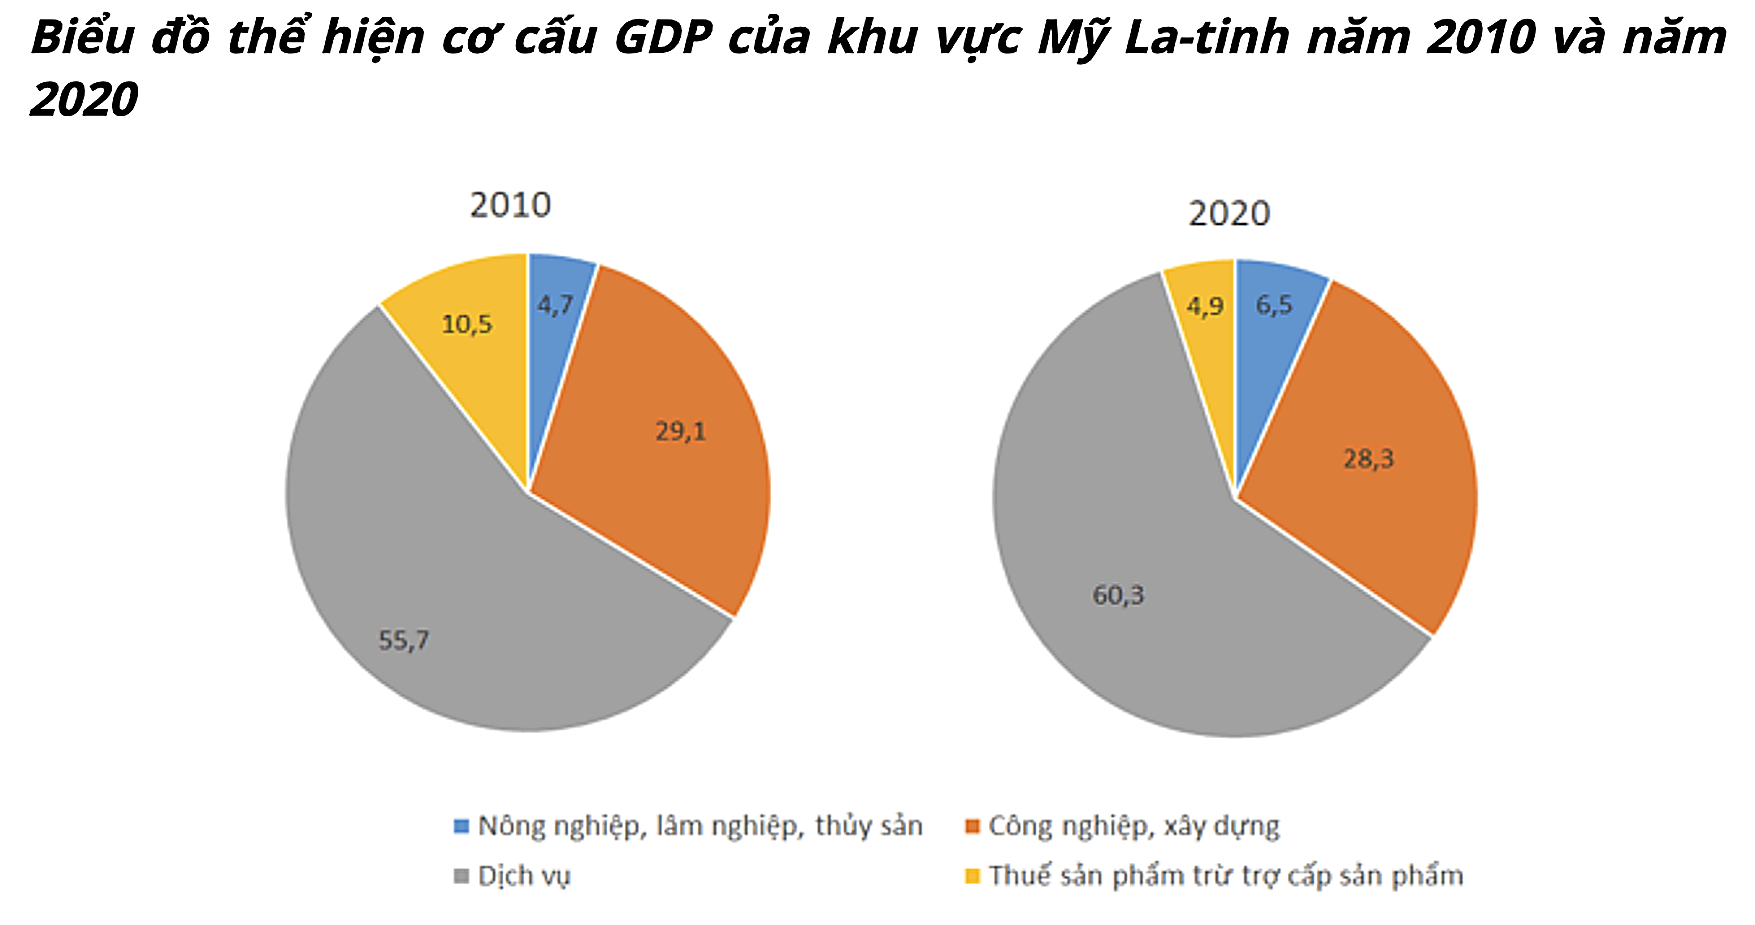 Biểu đồ thể hiện cơ cấu GDP của khu vực Mỹ La-tinh năm 2010 và năm
2020
2010
2020
10,5
4,7
29,1
55,7
4,9
6,5
28,3
60,3
Nông nghiệp, lâm nghiệp, thủy sản
Công nghiệp, xây dựng
Dịch vụ
Thuế sản phẩm trừ trợ cấp sản phẩm